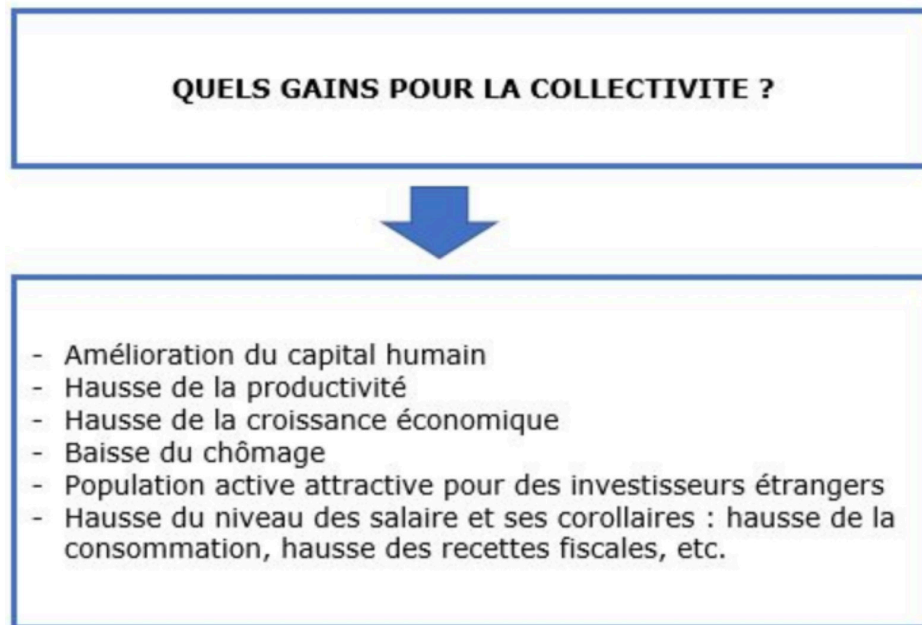 QUELS GAINS POUR LA COLLECTIVITE ?
- Amélioration du capital humain
- Hausse de la productivité
- Hausse de la croissance économique
- Baisse du chômage
- Population active attractive pour des investisseurs étrangers
- Hausse du niveau des salaire et ses corollaires : hausse de la
consommation, hausse des recettes fiscales, etc.